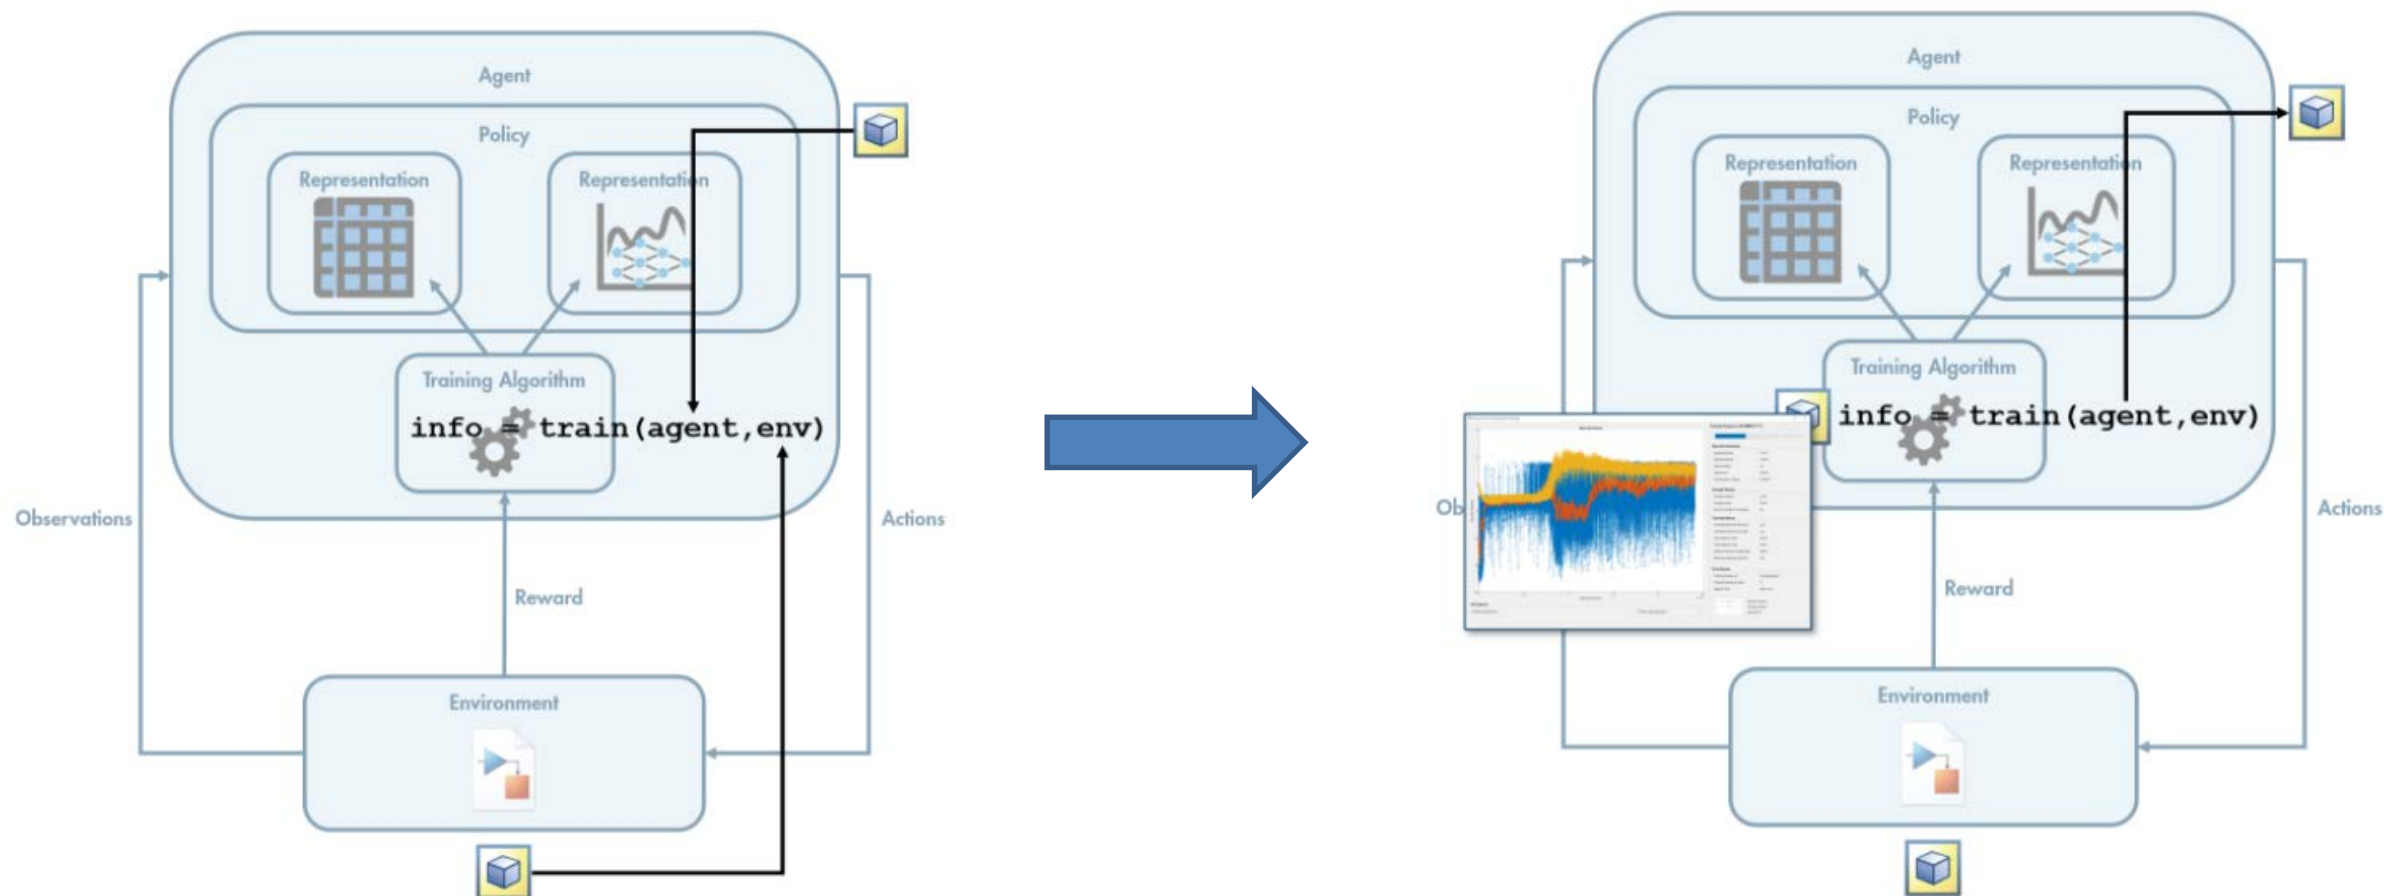 Agent
Policy
Representation
Representation
Training Algorithm
info = train(agent,env)
Observations
Actions
Reward
Environment
Agent
Policy
Representation
Representation
Training Algorithm
info = train(agent,env)
Ob
Actions
Reward
Environment